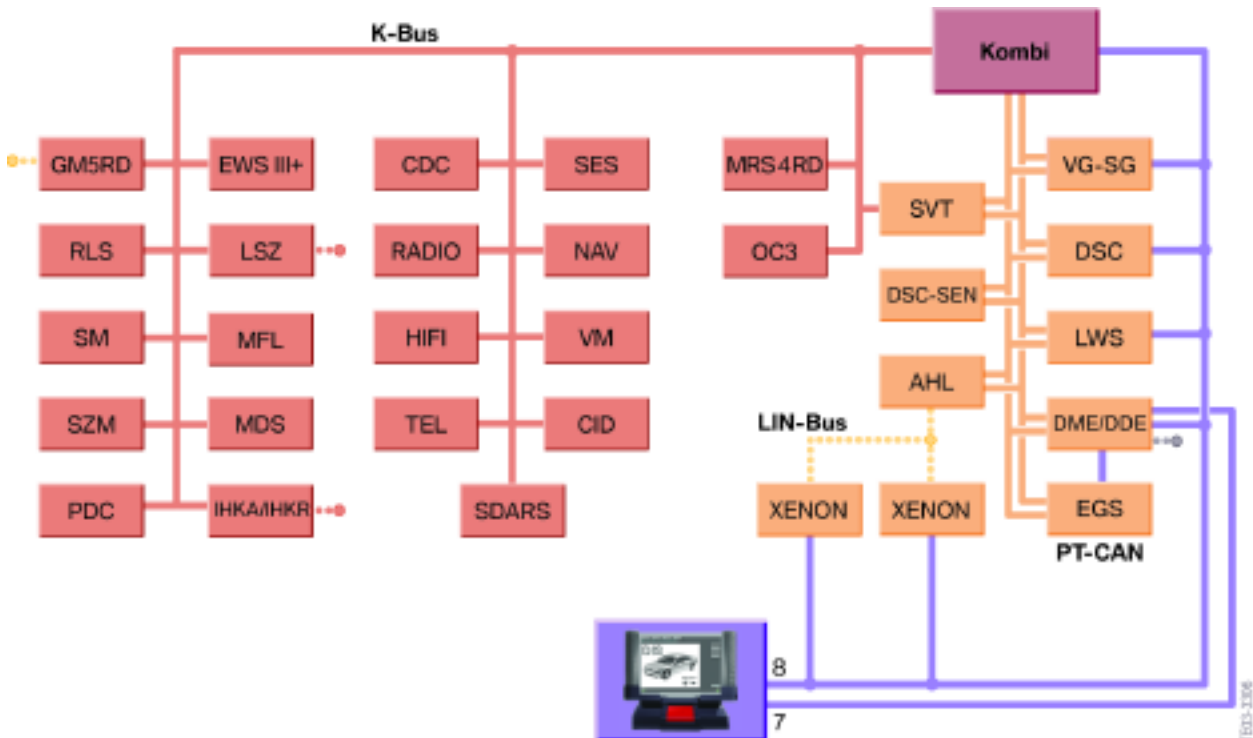 K-Bus
Kombi
GM5RD
EWS III+
CDC
SES
MRS4RD
VG-SG
SVT
RLS
LSZ
RADIO
NAV
OC3
DSC
DSC-SEN
SM
MFL
HIFI
VM
LWS
AHL
SZM
MDS
TEL
CID
LIN-Bus
DME/DDE
PDC
IHKA/IHKR
SDARS
XENON
XENON
EGS
PT-CAN
8
7